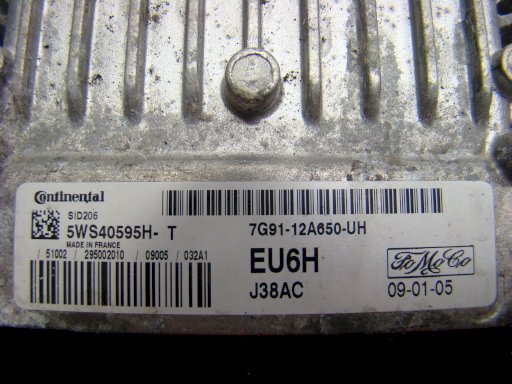 Continental
SID206
5WS40595H- T
MADE IN FRANCE
/ 51002 / 295002010 / 09005 / 032A1
7G91-12A650-UH
EU6H
J38AC
FoMoCo
09-01-05